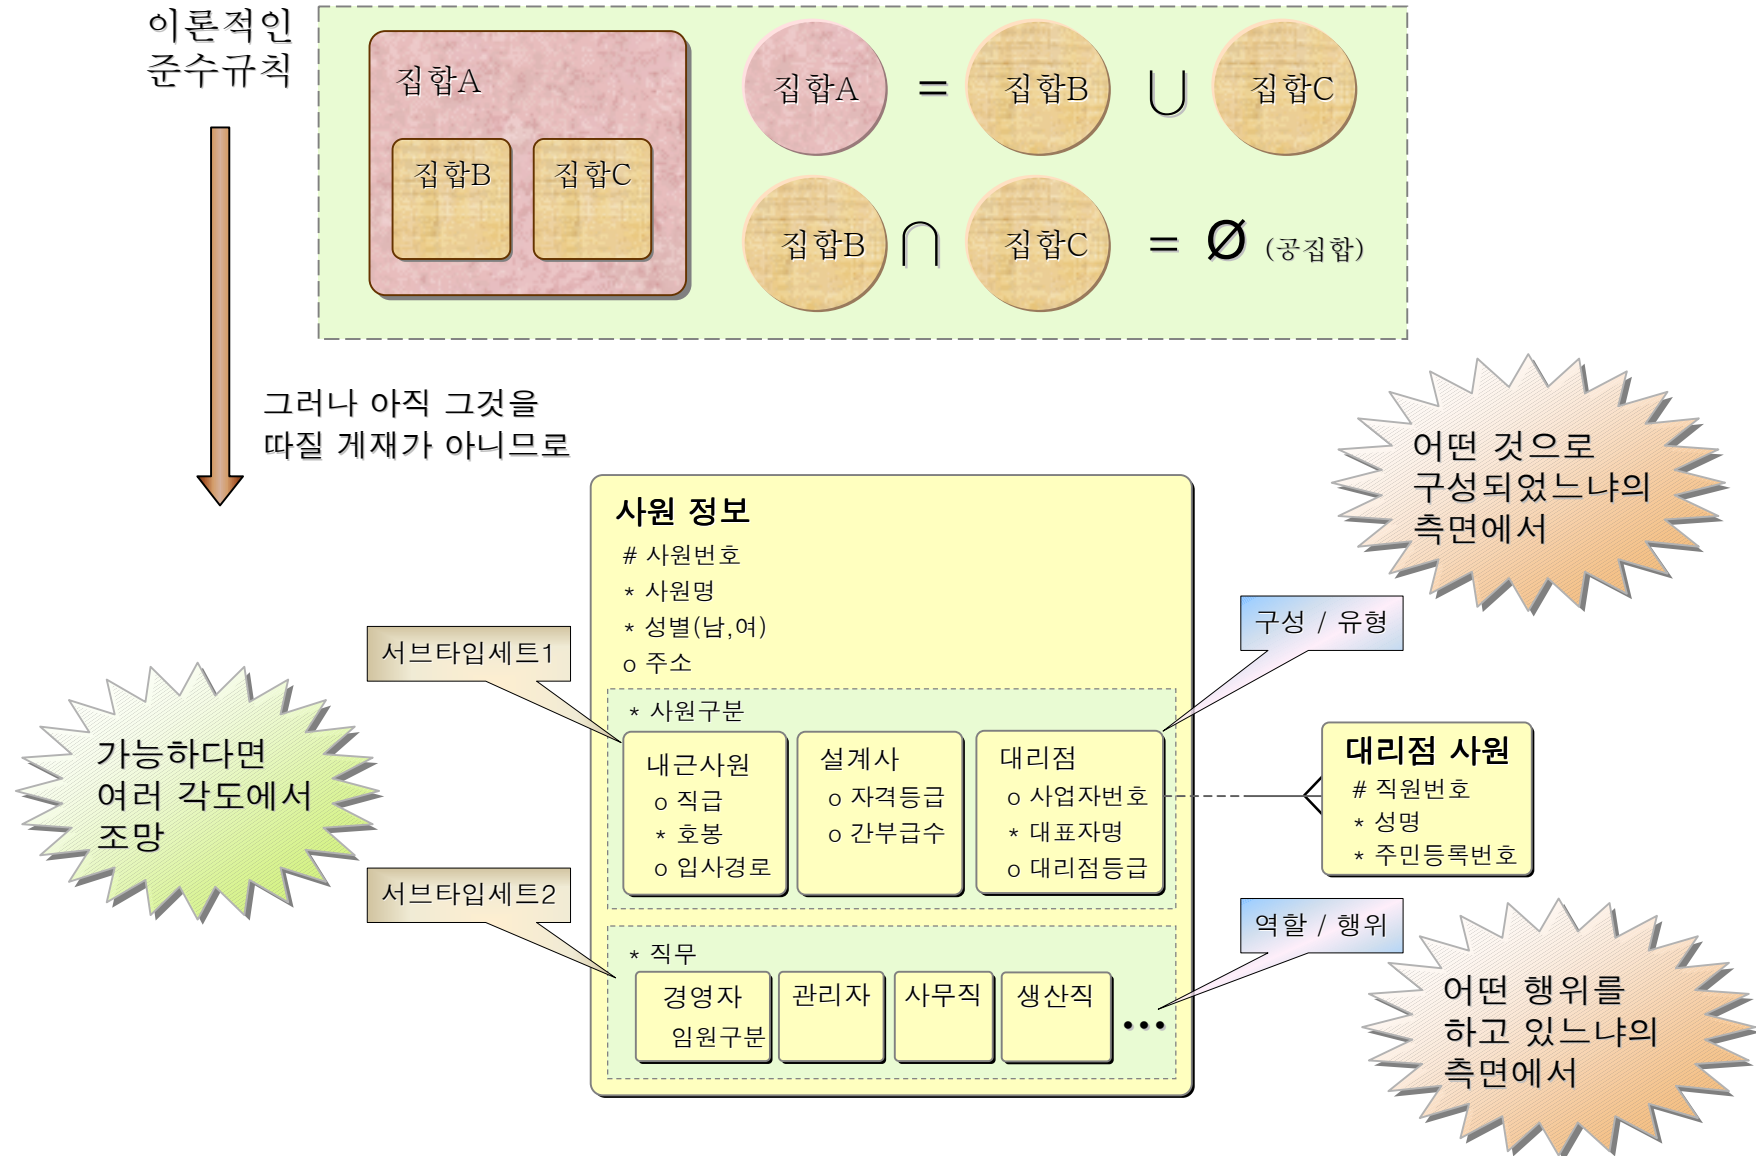 이론적인
준수규칙
집합A
집합B
집합C
집합A = 집합B ∪ 집합C
집합B ∩ 집합C = Ø (공집합)
그러나 아직 그것을
따질 게재가 아니므로
어떤 것으로
구성되었느냐의
측면에서
사원 정보
# 사원번호
* 사원명
* 성별(남,여)
o 주소
서브타입세트1
구성 / 유형
가능하다면
여러 각도에서
조망
* 사원구분
내근사원
o 직급
* 호봉
o 입사경로
설계사
o 자격등급
o 간부급수
대리점
o 사업자번호
* 대표자명
o 대리점등급
대리점 사원
# 직원번호
* 성명
* 주민등록번호
서브타입세트2
역할 / 행위
* 직무
경영자
임원구분
관리자
사무직
생산직
...
어떤 행위를
하고 있느냐의
측면에서